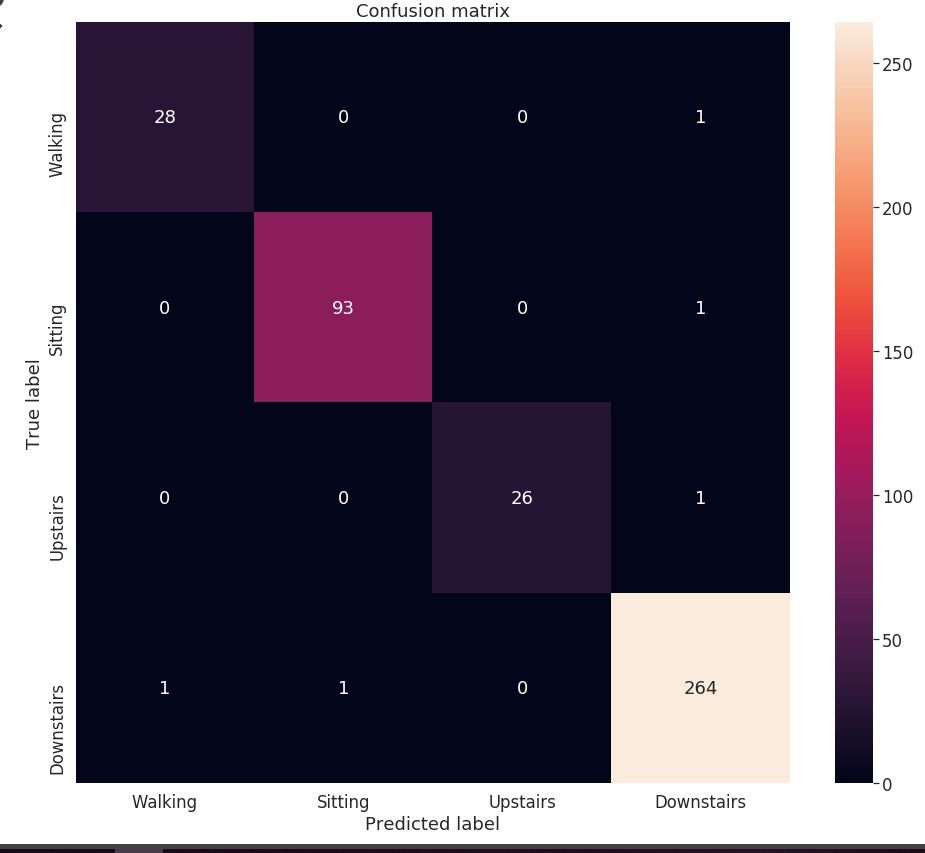 Confusion matrix
Walking
28 0 0 1
250
200
Sitting
0 93 0 1
150
True label
Upstairs
0 0 26 1
100
50
Downstairs
1 1 0 264
0
Walking Sitting Upstairs Downstairs
Predicted label